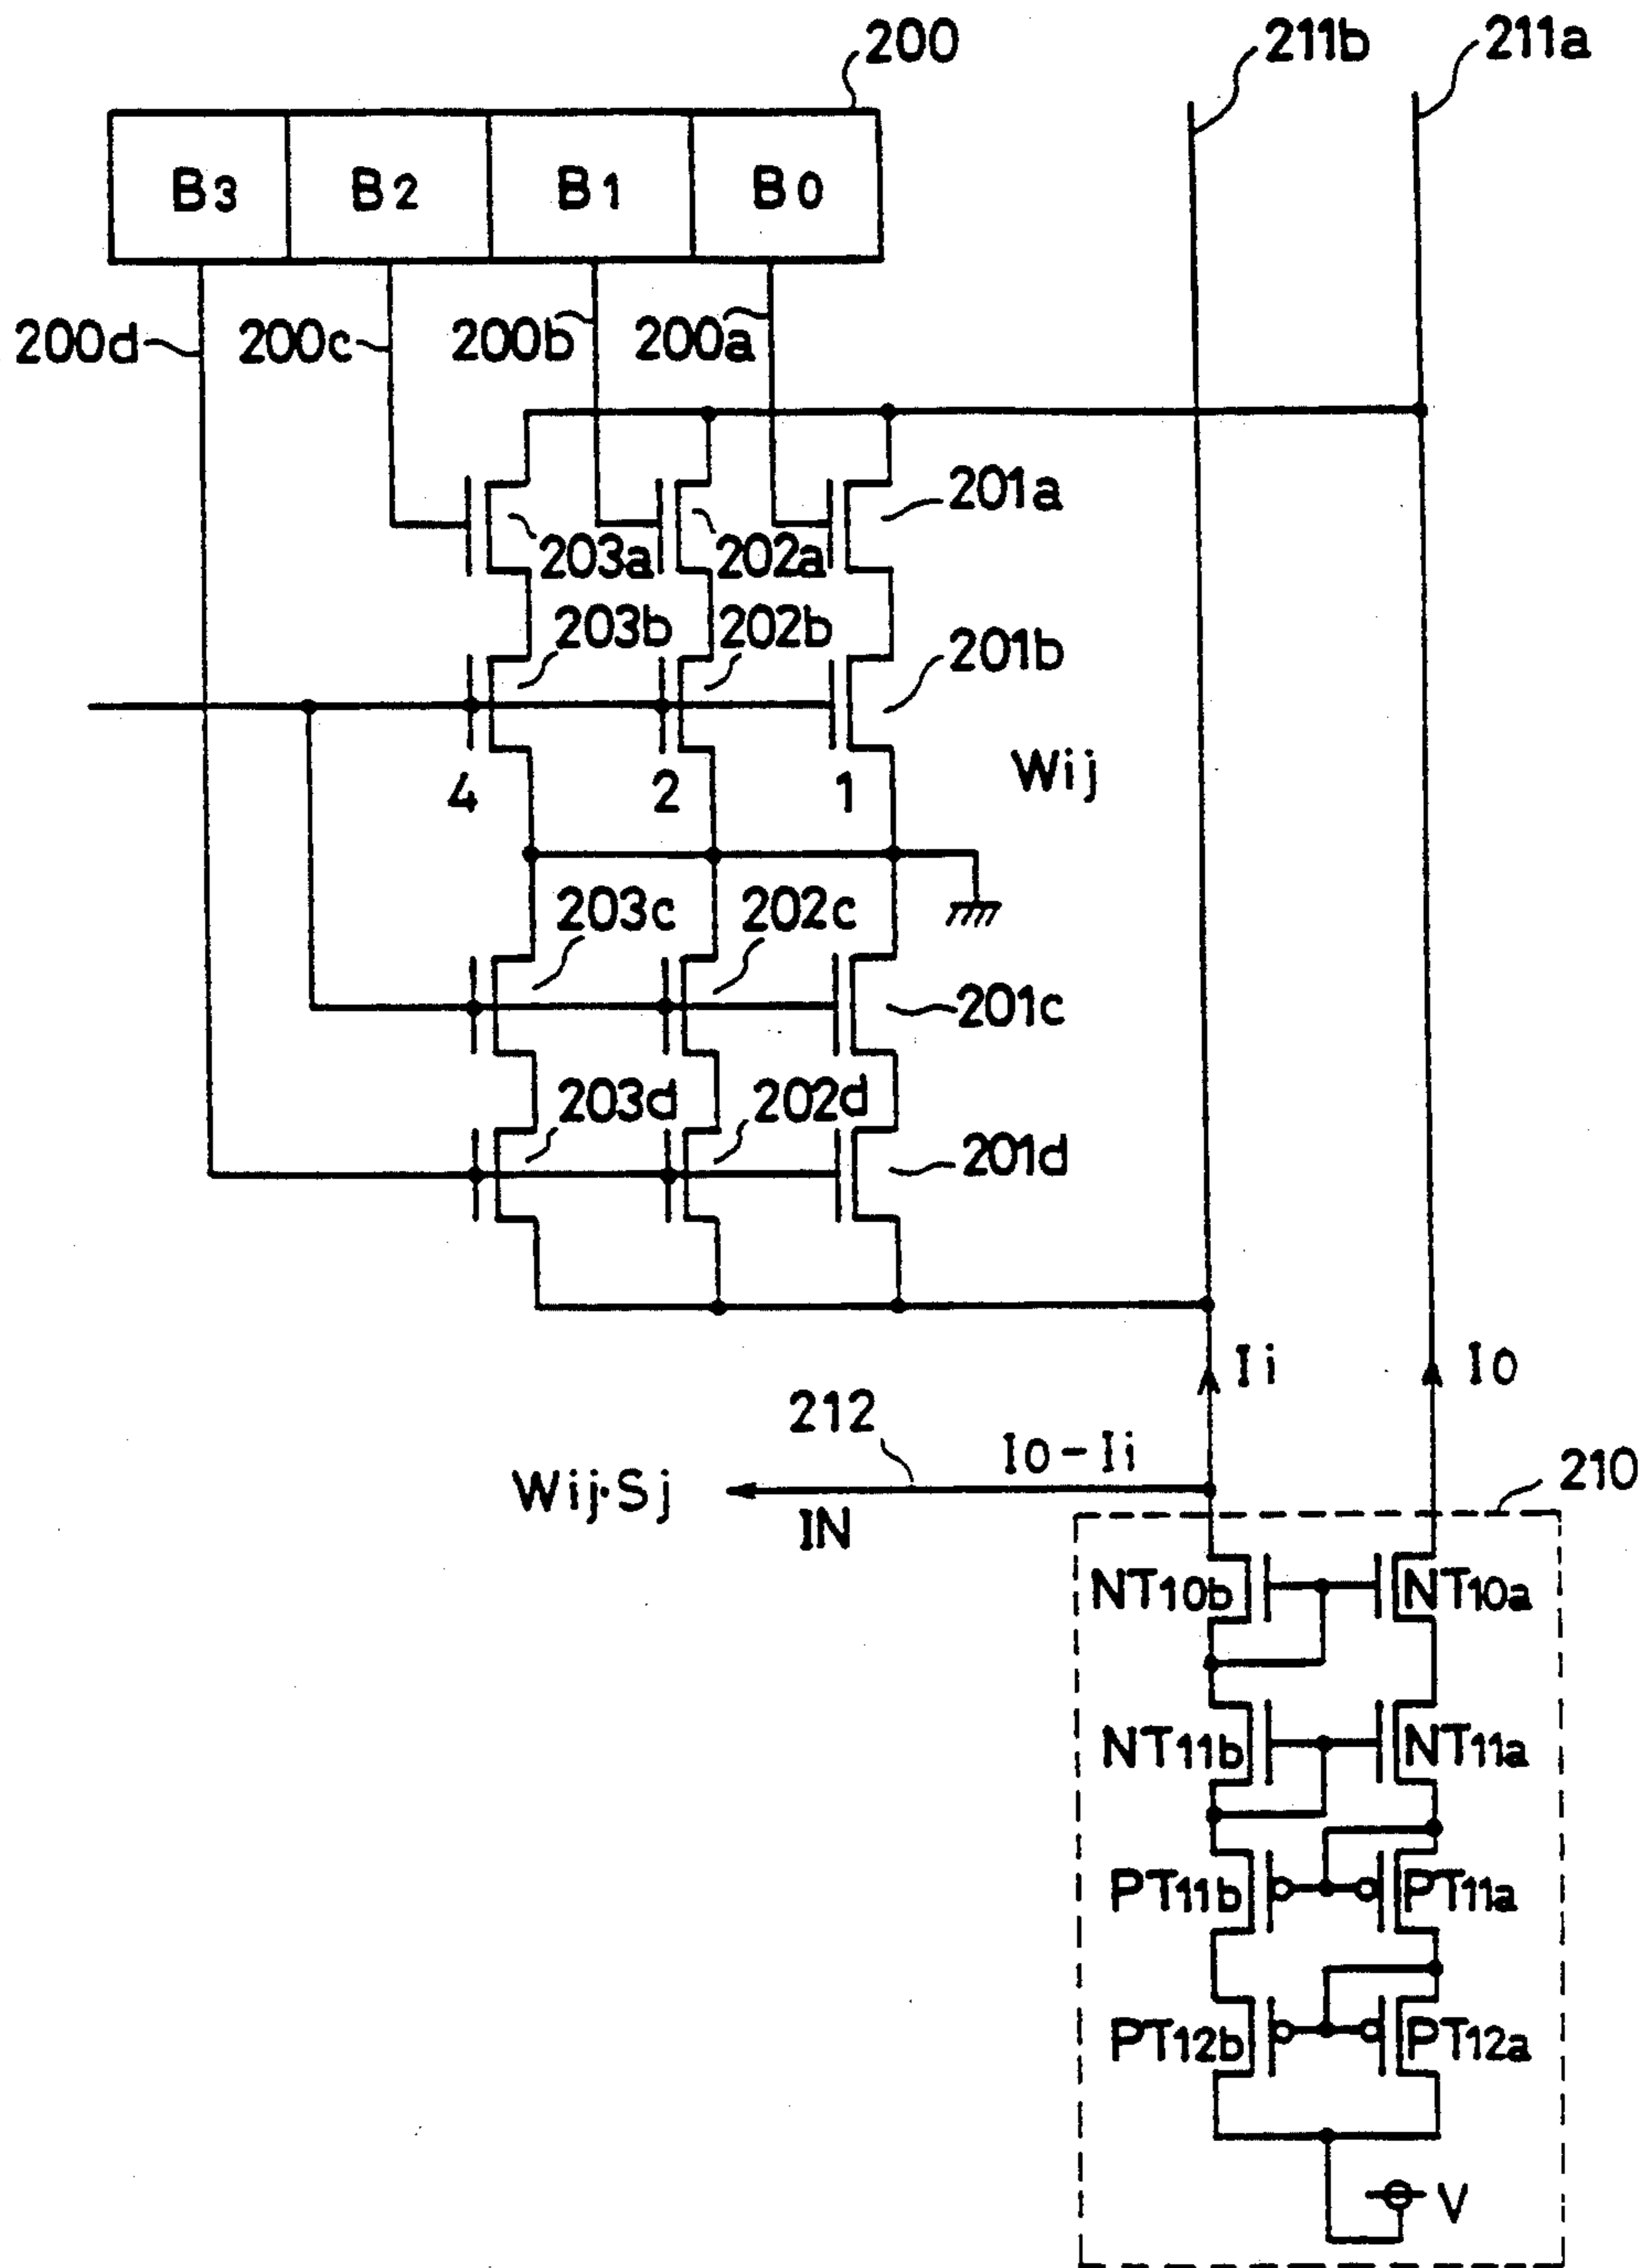 200
211b
211a
B3 B2 B1 B0
200d
200c
200b
200a
201a
203a
202a
203b
202b
201b
4
2
1
Wij
203c
202c
201c
203d
202d
201d
Ii
Io
212
Io-Ii
210
Wij·Sj
IN
NT10b
NT10a
NT11b
NT11a
PT11b
PT11a
PT12b
PT12a
V